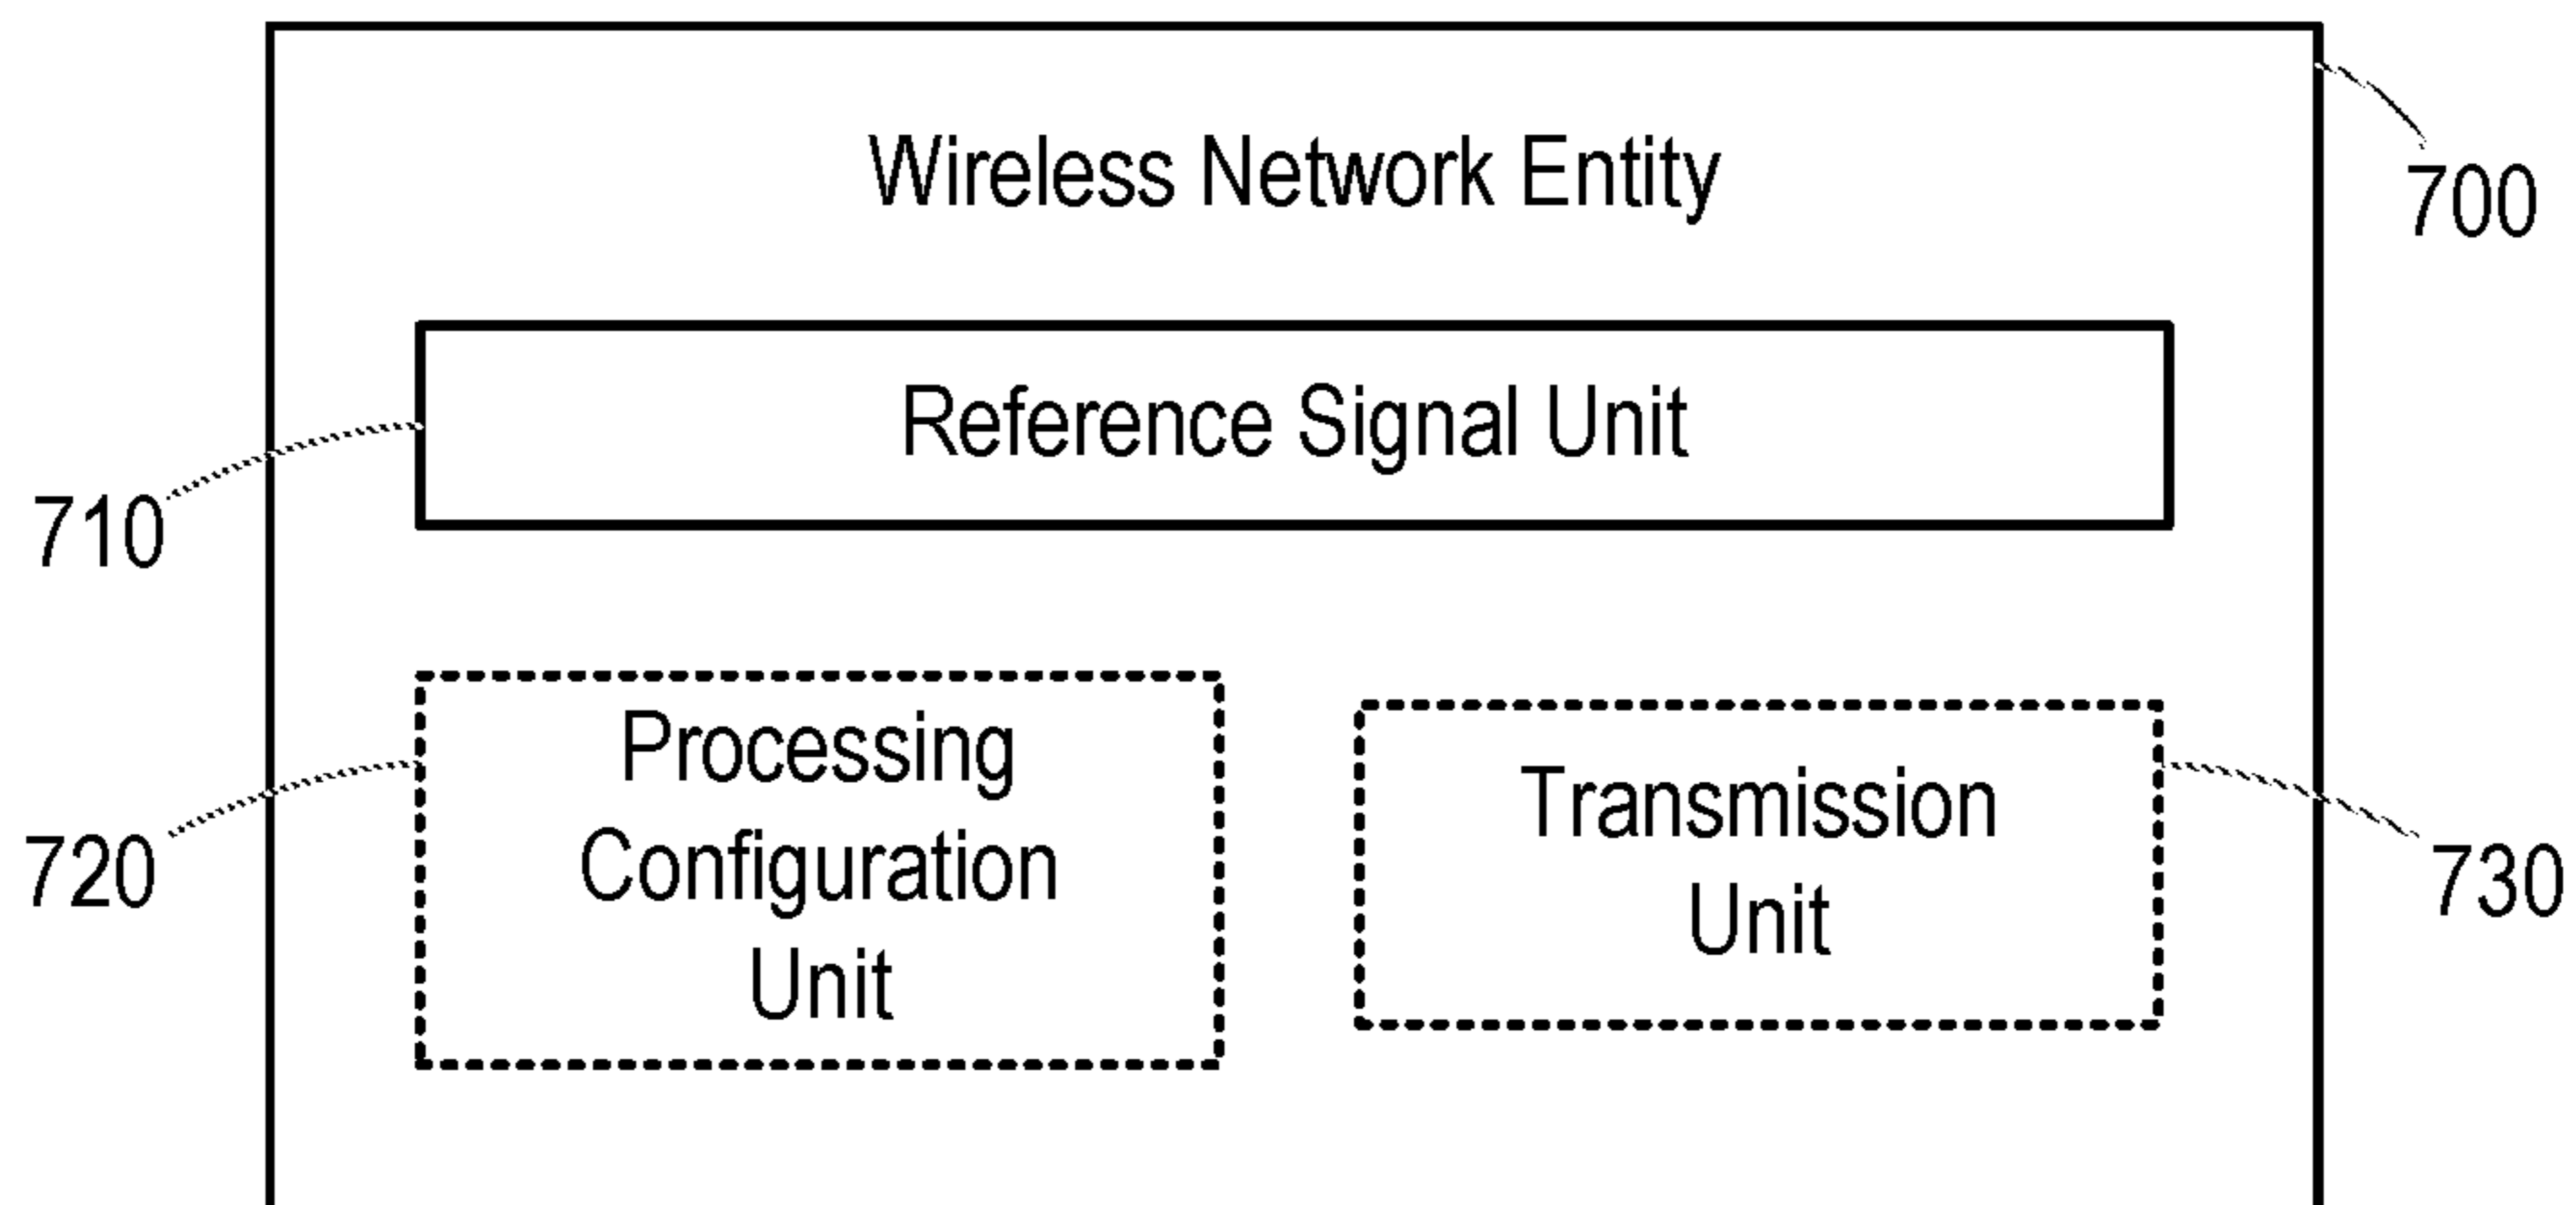 Wireless Network Entity
700
Reference Signal Unit
710
Processing
Configuration
Unit
720
Transmission
Unit
730